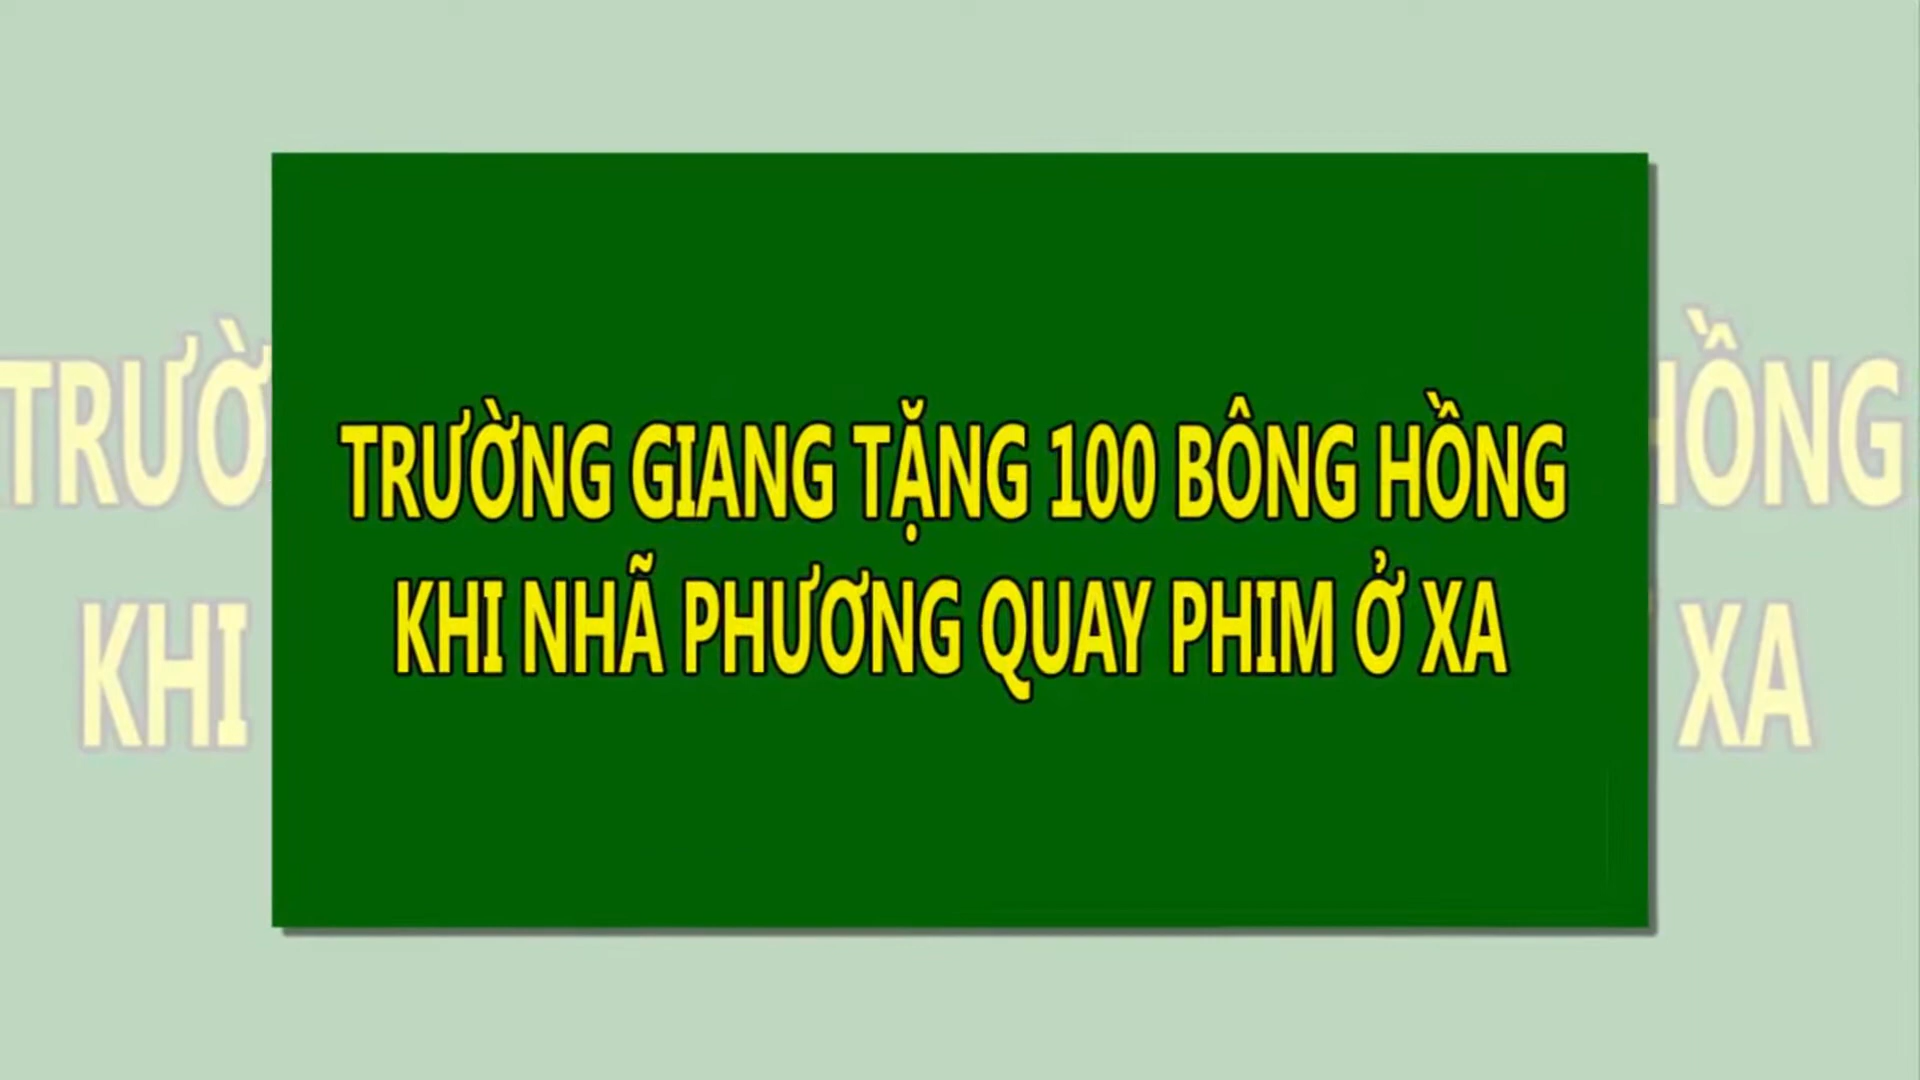 TRƯỜNG GIANG TẶNG 100 BÔNG HỒNG
KHI NHÃ PHƯƠNG QUAY PHIM Ở XA